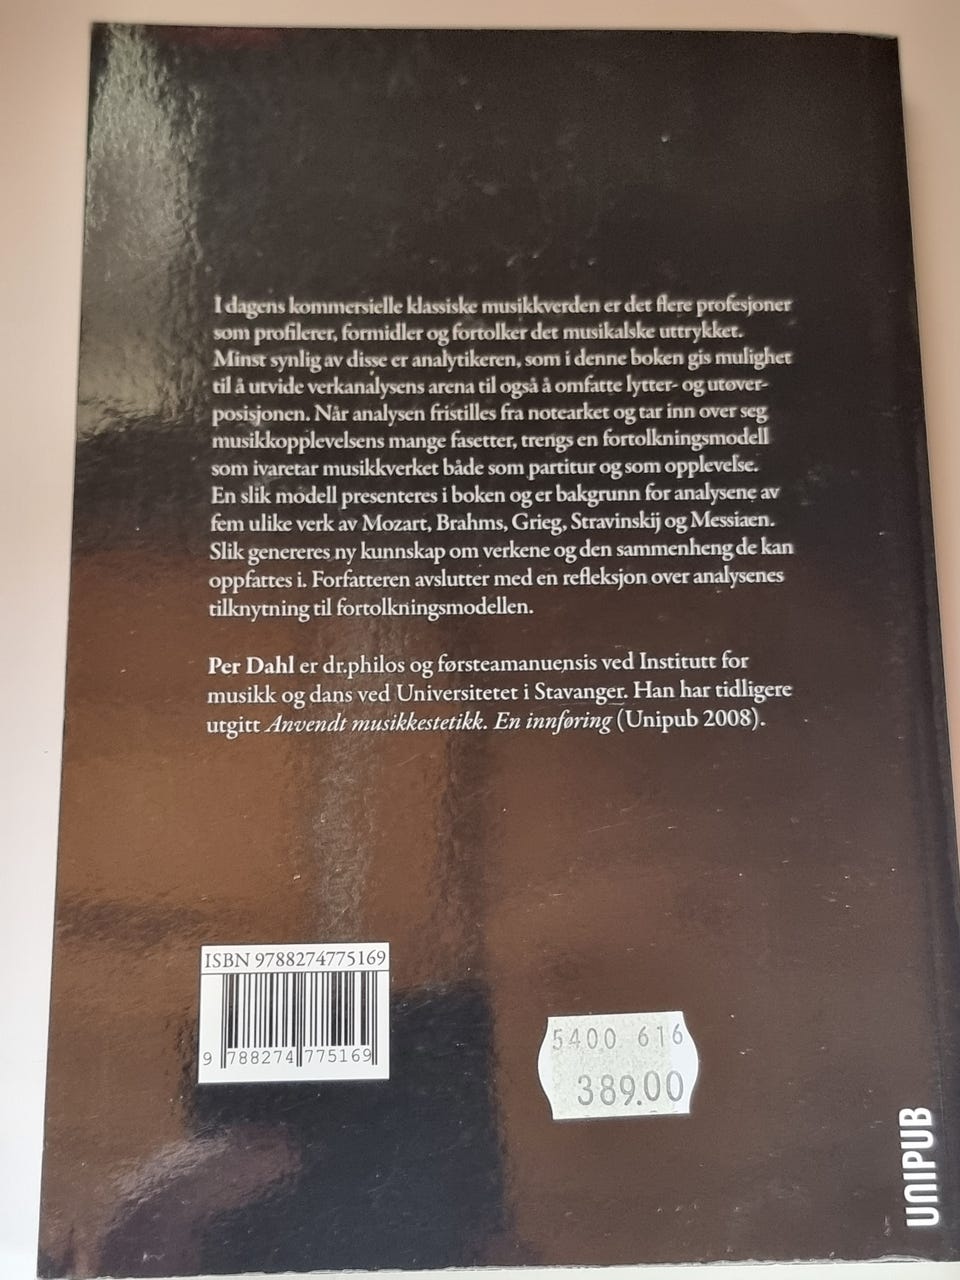 I dagens kommersielle klassiske musikkverden er det flere profesjoner
som profilerer, formidler og fortolker det musikalske uttrykket.
Minst synlig av disse er analytikeren, som i denne boken gis mulighet
til å utvide verkanalysens arena til også å omfatte lytter- og utøver-
posisjonen. Når analysen fristilles fra notearket og tar inn over seg
musikkopplevelsens mange fasetter, trengs en fortolkningsmodell
som ivaretar musikkverket både som partitur og som opplevelse.
En slik modell presenteres i boken og er bakgrunn for analysene av
fem ulike verk av Mozart, Brahms, Grieg, Stravinskij og Messiaen.
Slik genereres ny kunnskap om verkene og den sammenheng de kan
oppfattes i. Forfatteren avslutter med en refleksjon over analysenes
tilknytning til fortolkningsmodellen.
Per Dahl er dr.philos og førsteamanuensis ved Institutt for
musikk og dans ved Universitetet i Stavanger. Han har tidligere
utgitt Anvendt musikkestetikk. En innføring (Unipub 2008).
ISBN 9788274775169
9 788274 775169
5400 616
389.00
UNIPUB